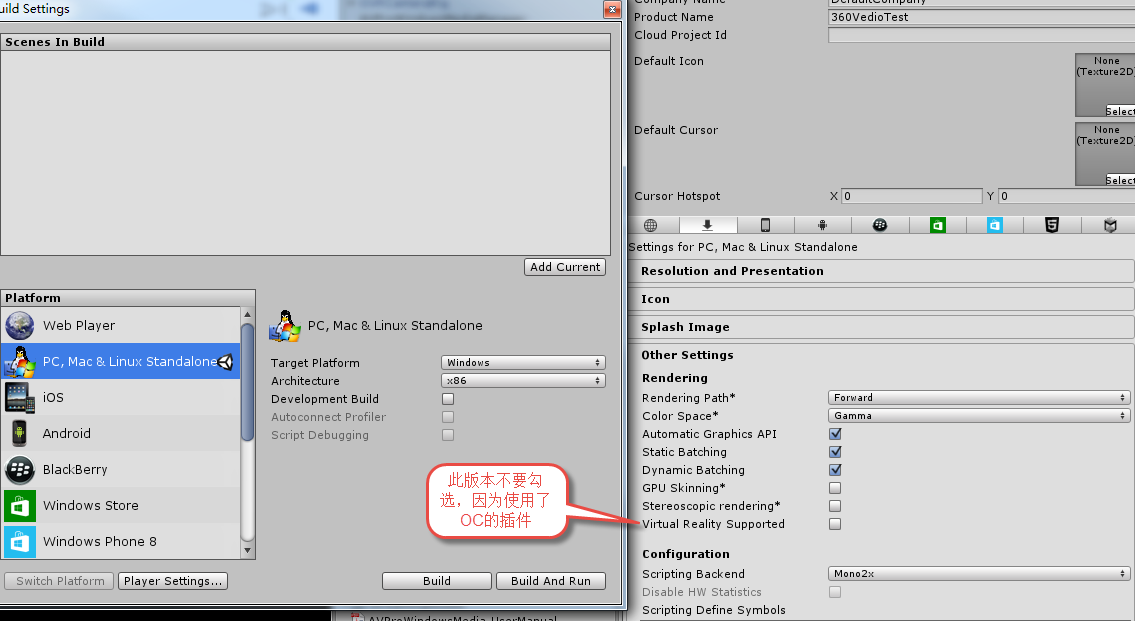 uild Settings
Scenes In Build
Add Current
Platform
Web Player
PC, Mac & Linux Standalone
iOS
Android
BlackBerry
Windows Store
Windows Phone 8
Switch Platform
Player Settings...
PC, Mac & Linux Standalone
Target Platform
Windows
Architecture
x86
Development Build
Autoconnect Profiler
Script Debugging
Build
Build And Run
此版本不要勾
选，因为使用了
OC的插件
Company Name
DefaultCompany
Product Name
360VedioTest
Cloud Project Id
Default Icon
None
(Texture2D
Select
Default Cursor
None
(Texture2D
Select
Cursor Hotspot
X 0
Y 0
Settings for PC, Mac & Linux Standalone
Resolution and Presentation
Icon
Splash Image
Other Settings
Rendering
Rendering Path*
Forward
Color Space*
Gamma
Automatic Graphics API
Static Batching
Dynamic Batching
GPU Skinning*
Stereoscopic rendering*
Virtual Reality Supported
Configuration
Scripting Backend
Mono2x
Disable HW Statistics
Scripting Define Symbols
AVProWindowsMedia-UserManual